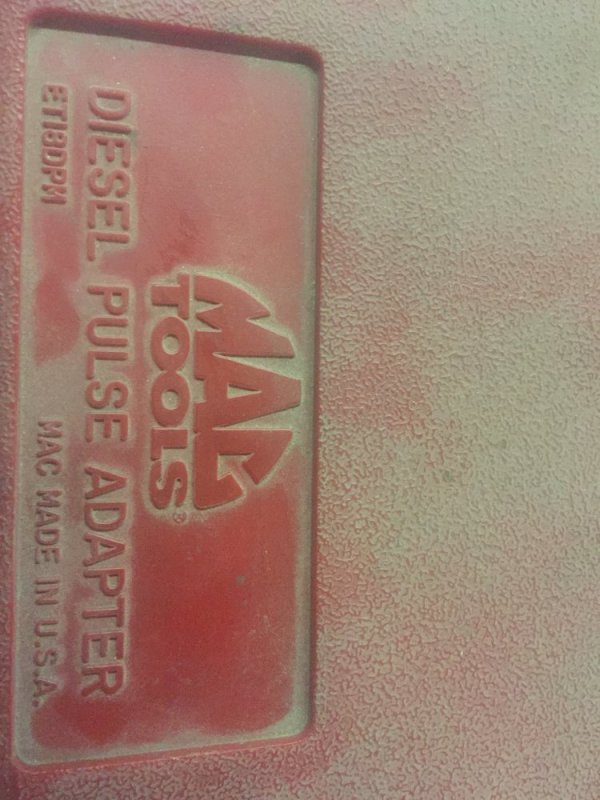 MAC
TOOLS®
DIESEL PULSE ADAPTER
ET18DPM MAC MADE IN U.S.A.